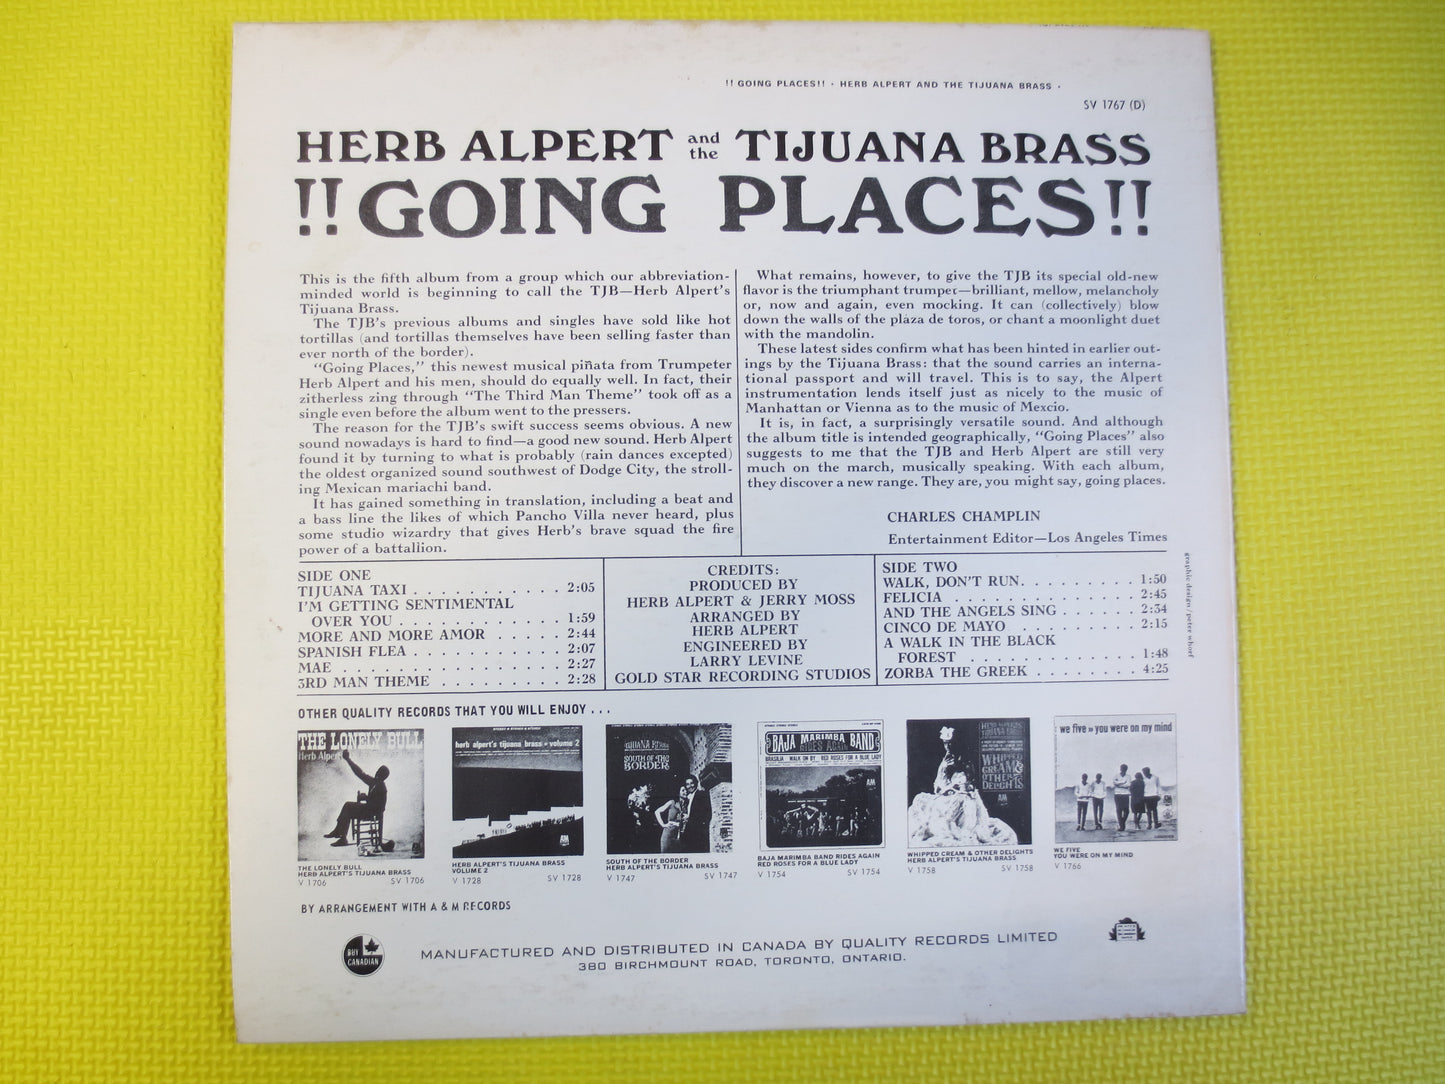 !! GOING PLACES!! • HERB ALPERT AND THE TIJUANA BRASS •
SV 1767 (D)
HERB ALPERT and the TIJUANA BRASS
!!GOING PLACES!!
This is the fifth album from a group which our abbreviation-
minded world is beginning to call the TJB—Herb Alpert's
Tijuana Brass.
The TJB's previous albums and singles have sold like hot
tortillas (and tortillas themselves have been selling faster than
ever north of the border).
"Going Places," this newest musical piñata from Trumpeter
Herb Alpert and his men, should do equally well. In fact, their
zitherless zing through "The Third Man Theme" took off as a
single even before the album went to the pressers.
The reason for the TJB's swift success seems obvious. A new
sound nowadays is hard to find—a good new sound. Herb Alpert
found it by turning to what is probably (rain dances excepted)
the oldest organized sound southwest of Dodge City, the stroll-
ing Mexican mariachi band.
It has gained something in translation, including a beat and
a bass line the likes of which Pancho Villa never heard, plus
some studio wizardry that gives Herb's brave squad the fire
power of a battallion.
What remains, however, to give the TJB its special old-new
flavor is the triumphant trumpet—brilliant, mellow, melancholy
or, now and again, even mocking. It can (collectively) blow
down the walls of the plaza de toros, or chant a moonlight duet
with the mandolin.
These latest sides confirm what has been hinted in earlier out-
ings by the Tijuana Brass: that the sound carries an interna-
tional passport and will travel. This is to say, the Alpert
instrumentation lends itself just as nicely to the music of
Manhattan or Vienna as to the music of Mexcio.
It is, in fact, a surprisingly versatile sound. And although
the album title is intended geographically, "Going Places" also
suggests to me that the TJB and Herb Alpert are still very
much on the march, musically speaking. With each album,
they discover a new range. They are, you might say, going places.
CHARLES CHAMPLIN
Entertainment Editor—Los Angeles Times
SIDE ONE
TIJUANA TAXI . . . . . . . . . . . 2:05
I'M GETTING SENTIMENTAL
OVER YOU . . . . . . . . . . . . 1:59
MORE AND MORE AMOR . . . . . 2:44
SPANISH FLEA . . . . . . . . . . . 2:07
MAE . . . . . . . . . . . . . . . . 2:27
3RD MAN THEME . . . . . . . . . . 2:28
CREDITS:
PRODUCED BY
HERB ALPERT & JERRY MOSS
ARRANGED BY
HERB ALPERT
ENGINEERED BY
LARRY LEVINE
GOLD STAR RECORDING STUDIOS
SIDE TWO
WALK, DON'T RUN. . . . . . . . . 1:50
FELICIA . . . . . . . . . . . . . . 2:45
AND THE ANGELS SING . . . . . . 2:34
CINCO DE MAYO . . . . . . . . . 2:15
A WALK IN THE BLACK
FOREST . . . . . . . . . . . . . 1:48
ZORBA THE GREEK . . . . . . . . 4:25
graphic design/peter whorf
OTHER QUALITY RECORDS THAT YOU WILL ENJOY . . .
THE LONELY BULL
Herb Alpert
herb alpert's tijuana brass • volume 2
TIJUANA BRASS
SOUTH OF THE
BORDER
BAJA MARIMBA BAND
RIDES AGAIN
BRASILIA WALK ON BY RED ROSES FOR A BLUE LADY
HERB ALPERT'S
TIJUANA BRASS
WHIPPED
CREAM &
OTHER
DELIGHTS
we five » you were on my mind
THE LONELY BULL
HERB ALPERT'S TIJUANA BRASS
V 1706 SV 1706
HERB ALPERT'S TIJUANA BRASS
VOLUME 2
V 1728 SV 1728
SOUTH OF THE BORDER
HERB ALPERT'S TIJUANA BRASS
V 1747 SV 1747
BAJA MARIMBA BAND RIDES AGAIN
RED ROSES FOR A BLUE LADY
V 1754 SV 1754
WHIPPED CREAM & OTHER DELIGHTS
HERB ALPERT'S TIJUANA BRASS
V 1758 SV 1758
WE FIVE
YOU WERE ON MY MIND
V 1766
BY ARRANGEMENT WITH A & M RECORDS
BUY
CANADIAN
MANUFACTURED AND DISTRIBUTED IN CANADA BY QUALITY RECORDS LIMITED
380 BIRCHMOUNT ROAD, TORONTO, ONTARIO.